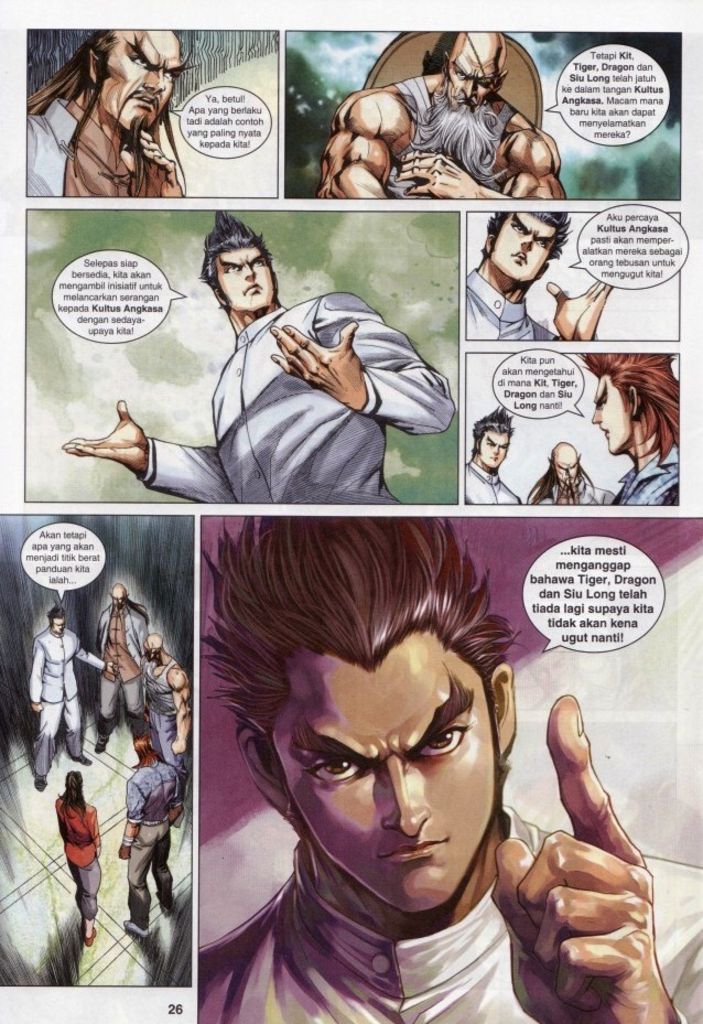 Ya, betul!
Apa yang berlaku
tadi adalah contoh
yang paling nyata
kepada kita!
Tetapi Kit,
Tiger, Dragon dan
Siu Long telah jatuh
ke dalam tangan Kultus
Angkasa. Macam mana
baru kita akan dapat
menyelamatkan
mereka?
Selepas siap
bersedia, kita akan
mengambil inisiatif untuk
melancarkan serangan
kepada Kultus Angkasa
dengan sedaya-
upaya kita!
Aku percaya
Kultus Angkasa
pasti akan memper-
alatkan mereka sebagai
orang tebusan untuk
mengugut kita!
Kita pun
akan mengetahui
di mana Kit, Tiger,
Dragon dan Siu
Long nanti!
Akan tetapi
apa yang akan
menjadi titik berat
panduan kita
ialah...
...kita mesti
menganggap
bahawa Tiger, Dragon
dan Siu Long telah
tiada lagi supaya kita
tidak akan kena
ugut nanti!
26